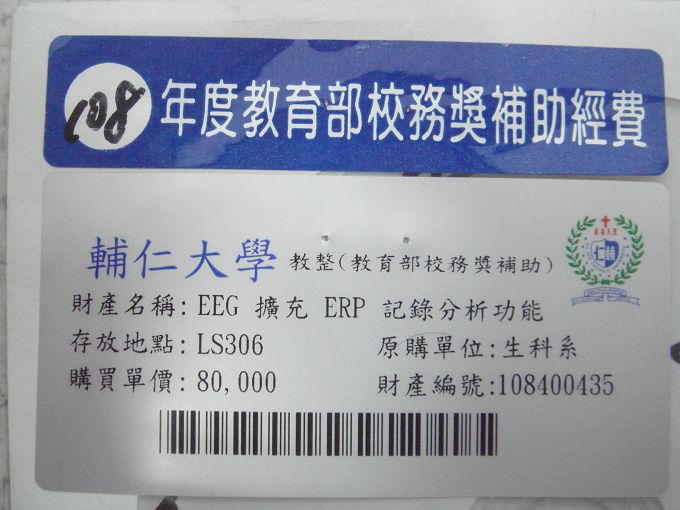 108年度教育部校務獎補助經費
輔仁大學 教整(教育部校務獎補助)
財產名稱: EEG 擴充 ERP 記錄分析功能
存放地點: LS306 原購單位:生科系
購買單價: 80,000 財產編號:108400435